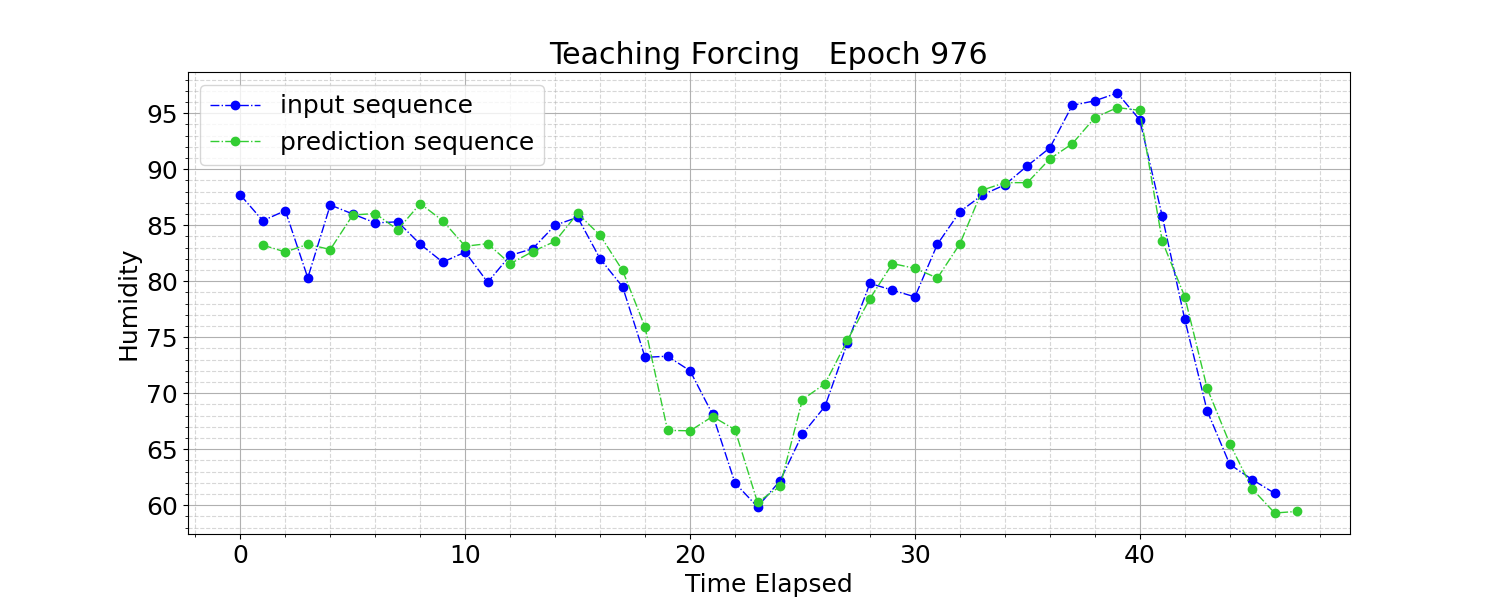 Teaching Forcing   Epoch 976
input sequence
prediction sequence
95
90
85
80
75
70
65
60
Humidity
0 10 20 30 40
Time Elapsed